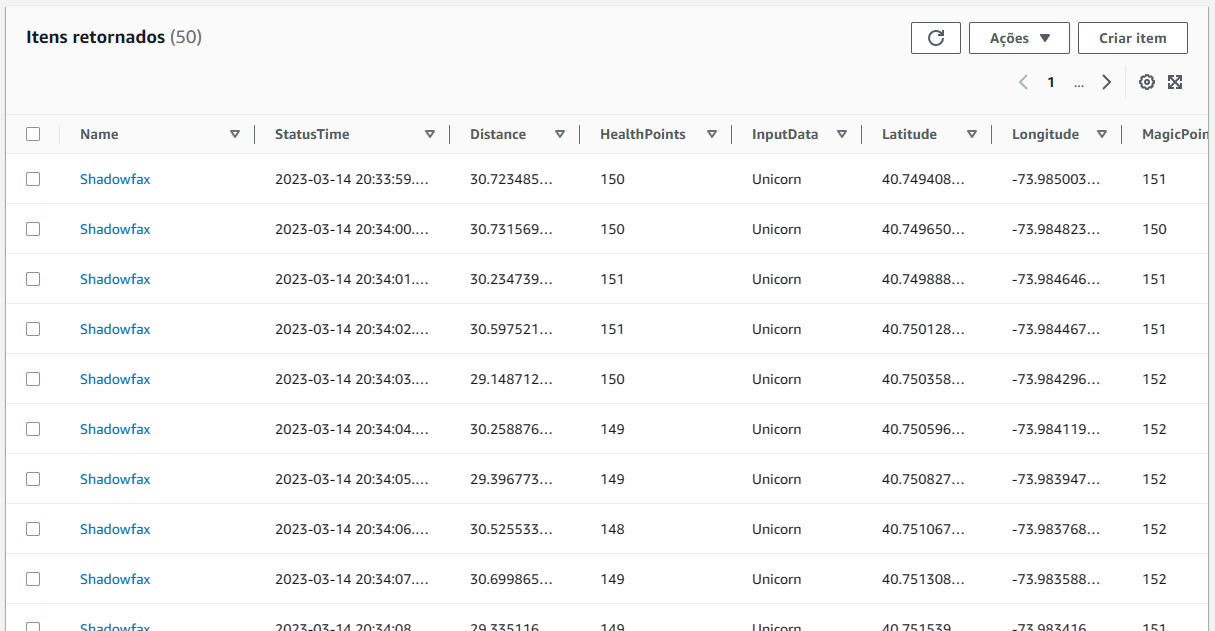 Itens retornados (50)
Ações
Criar item
1 ...
Name StatusTime Distance HealthPoints InputData Latitude Longitude MagicPoin
Shadowfax 2023-03-14 20:33:59.... 30.723485... 150 Unicorn 40.749408... -73.985003... 151
Shadowfax 2023-03-14 20:34:00.... 30.731569... 150 Unicorn 40.749650... -73.984823... 150
Shadowfax 2023-03-14 20:34:01.... 30.234739... 151 Unicorn 40.749888... -73.984646... 151
Shadowfax 2023-03-14 20:34:02.... 30.597521... 151 Unicorn 40.750128... -73.984467... 151
Shadowfax 2023-03-14 20:34:03.... 29.148712... 150 Unicorn 40.750358... -73.984296... 152
Shadowfax 2023-03-14 20:34:04.... 30.258876... 149 Unicorn 40.750596... -73.984119... 152
Shadowfax 2023-03-14 20:34:05.... 29.396773... 149 Unicorn 40.750827... -73.983947... 152
Shadowfax 2023-03-14 20:34:06.... 30.525533... 148 Unicorn 40.751067... -73.983768... 152
Shadowfax 2023-03-14 20:34:07.... 30.699865... 149 Unicorn 40.751308... -73.983588... 152
Shadowfax 2023-03-14 20:34:08.... 29.335116... 149 Unicorn 40.751539... -73.983416... 151